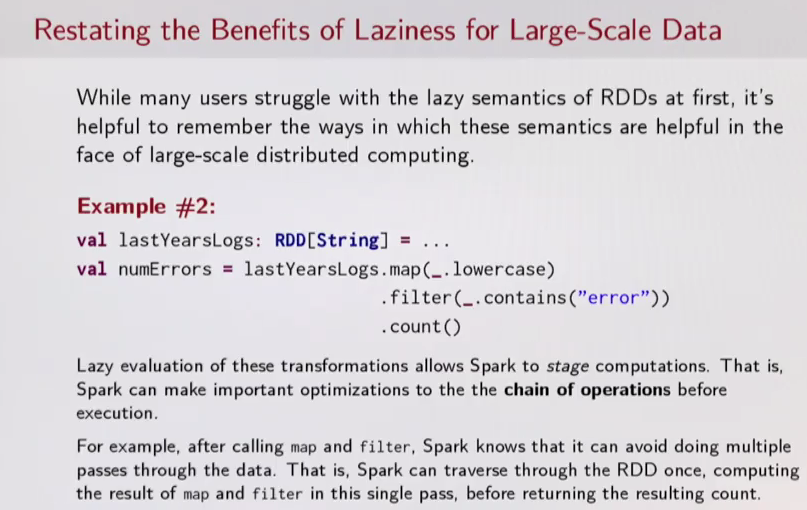 Restating the Benefits of Laziness for Large-Scale Data
While many users struggle with the lazy semantics of RDDs at first, it's
helpful to remember the ways in which these semantics are helpful in the
face of large-scale distributed computing.
Example #2:
val lastYearsLogs: RDD[String] = ...
val numErrors = lastYearsLogs.map(_.lowercase)
.filter(_.contains("error"))
.count()
Lazy evaluation of these transformations allows Spark to stage computations. That is,
Spark can make important optimizations to the the chain of operations before
execution.
For example, after calling map and filter, Spark knows that it can avoid doing multiple
passes through the data. That is, Spark can traverse through the RDD once, computing
the result of map and filter in this single pass, before returning the resulting count.